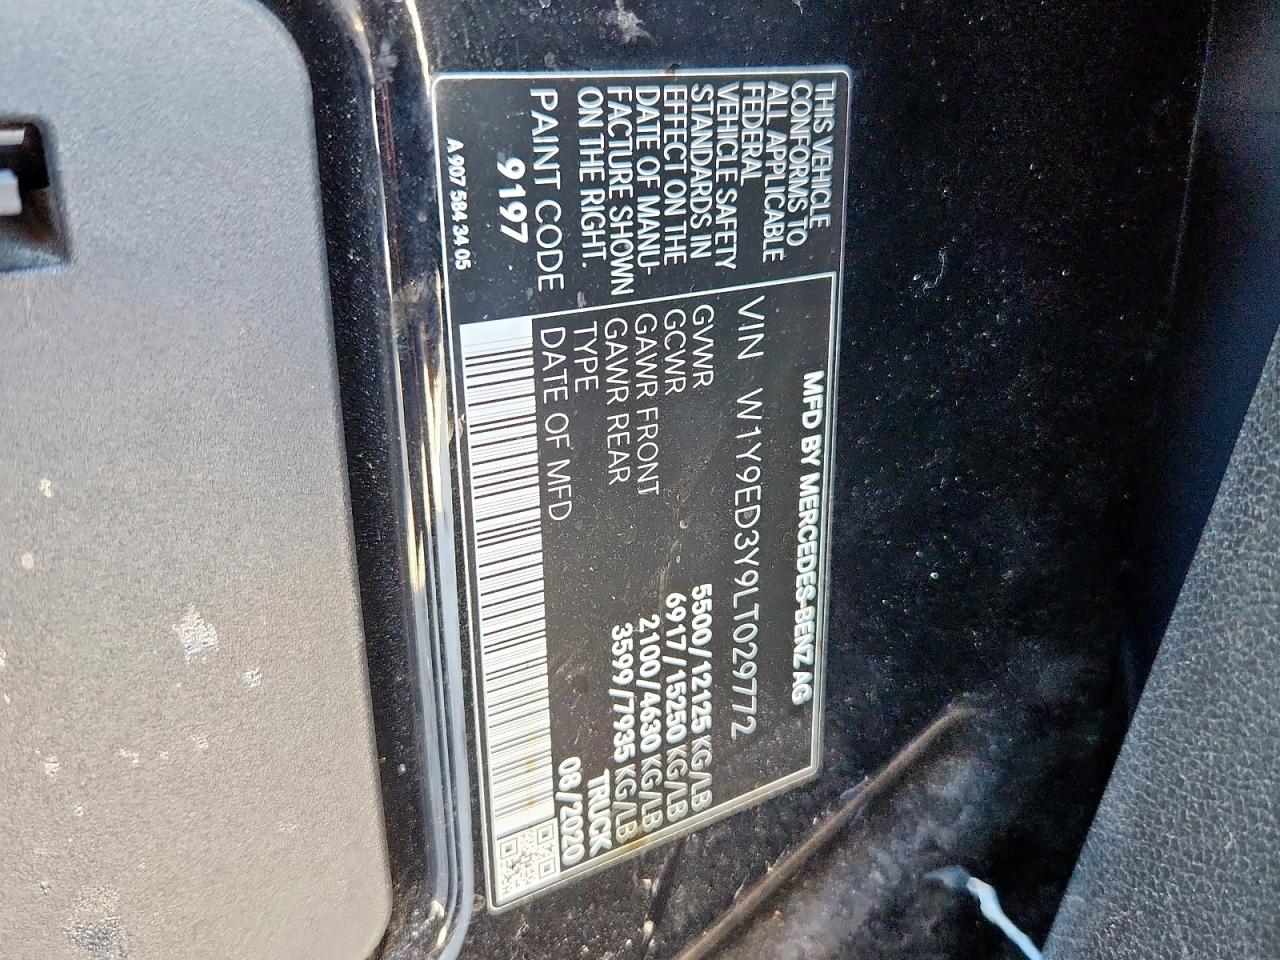 MFD BY MERCEDES-BENZ AG
VIN W1Y9ED3Y9LT029772
GVWR 5500/12125 KG/LB
GCWR 6917/15250 KG/LB
GAWR FRONT 2100/4630 KG/LB
GAWR REAR 3599/7935 KG/LB
TYPE TRUCK
DATE OF MFD 08/2020
THIS VEHICLE
CONFORMS TO
ALL APPLICABLE
FEDERAL
VEHICLE SAFETY
STANDARDS IN
EFFECT ON THE
DATE OF MANU-
FACTURE SHOWN
ON THE RIGHT.
PAINT CODE
9197
A 907 584 34 05